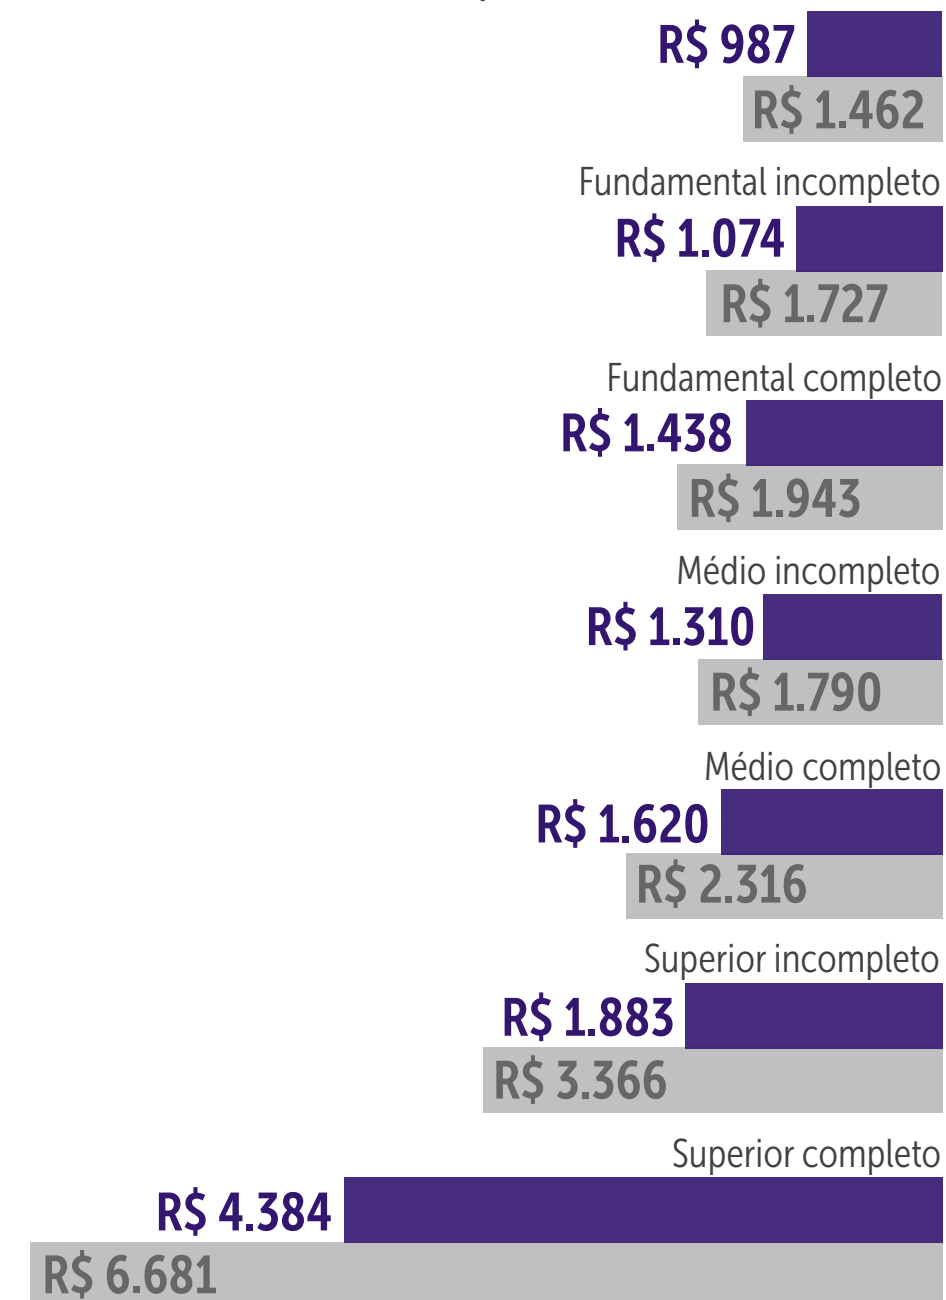 R$ 987
R$ 1.462
Fundamental incompleto
R$ 1.074
R$ 1.727
Fundamental completo
R$ 1.438
R$ 1.943
Médio incompleto
R$ 1.310
R$ 1.790
Médio completo
R$ 1.620
R$ 2.316
Superior incompleto
R$ 1.883
R$ 3.366
Superior completo
R$ 4.384
R$ 6.681